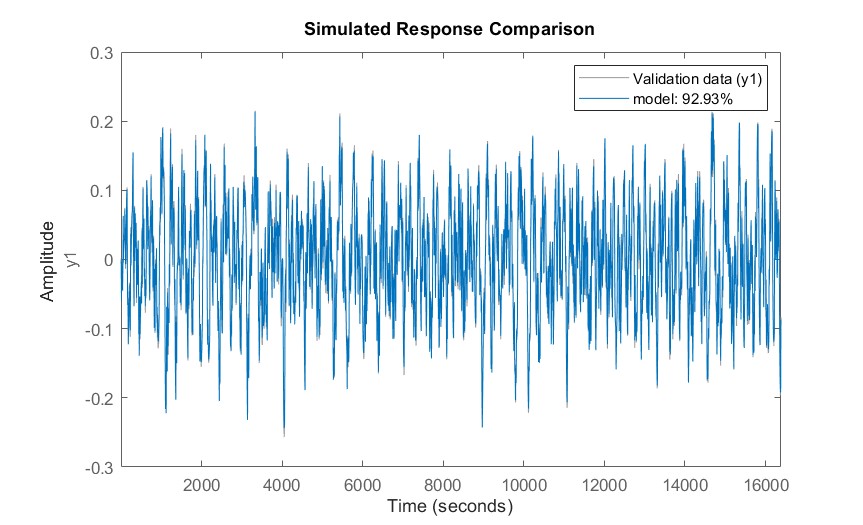 Simulated Response Comparison
0.3
0.2
0.1
0
-0.1
-0.2
-0.3
Amplitude
y1
Validation data (y1)
model: 92.93%
2000 4000 6000 8000 10000 12000 14000 16000
Time (seconds)